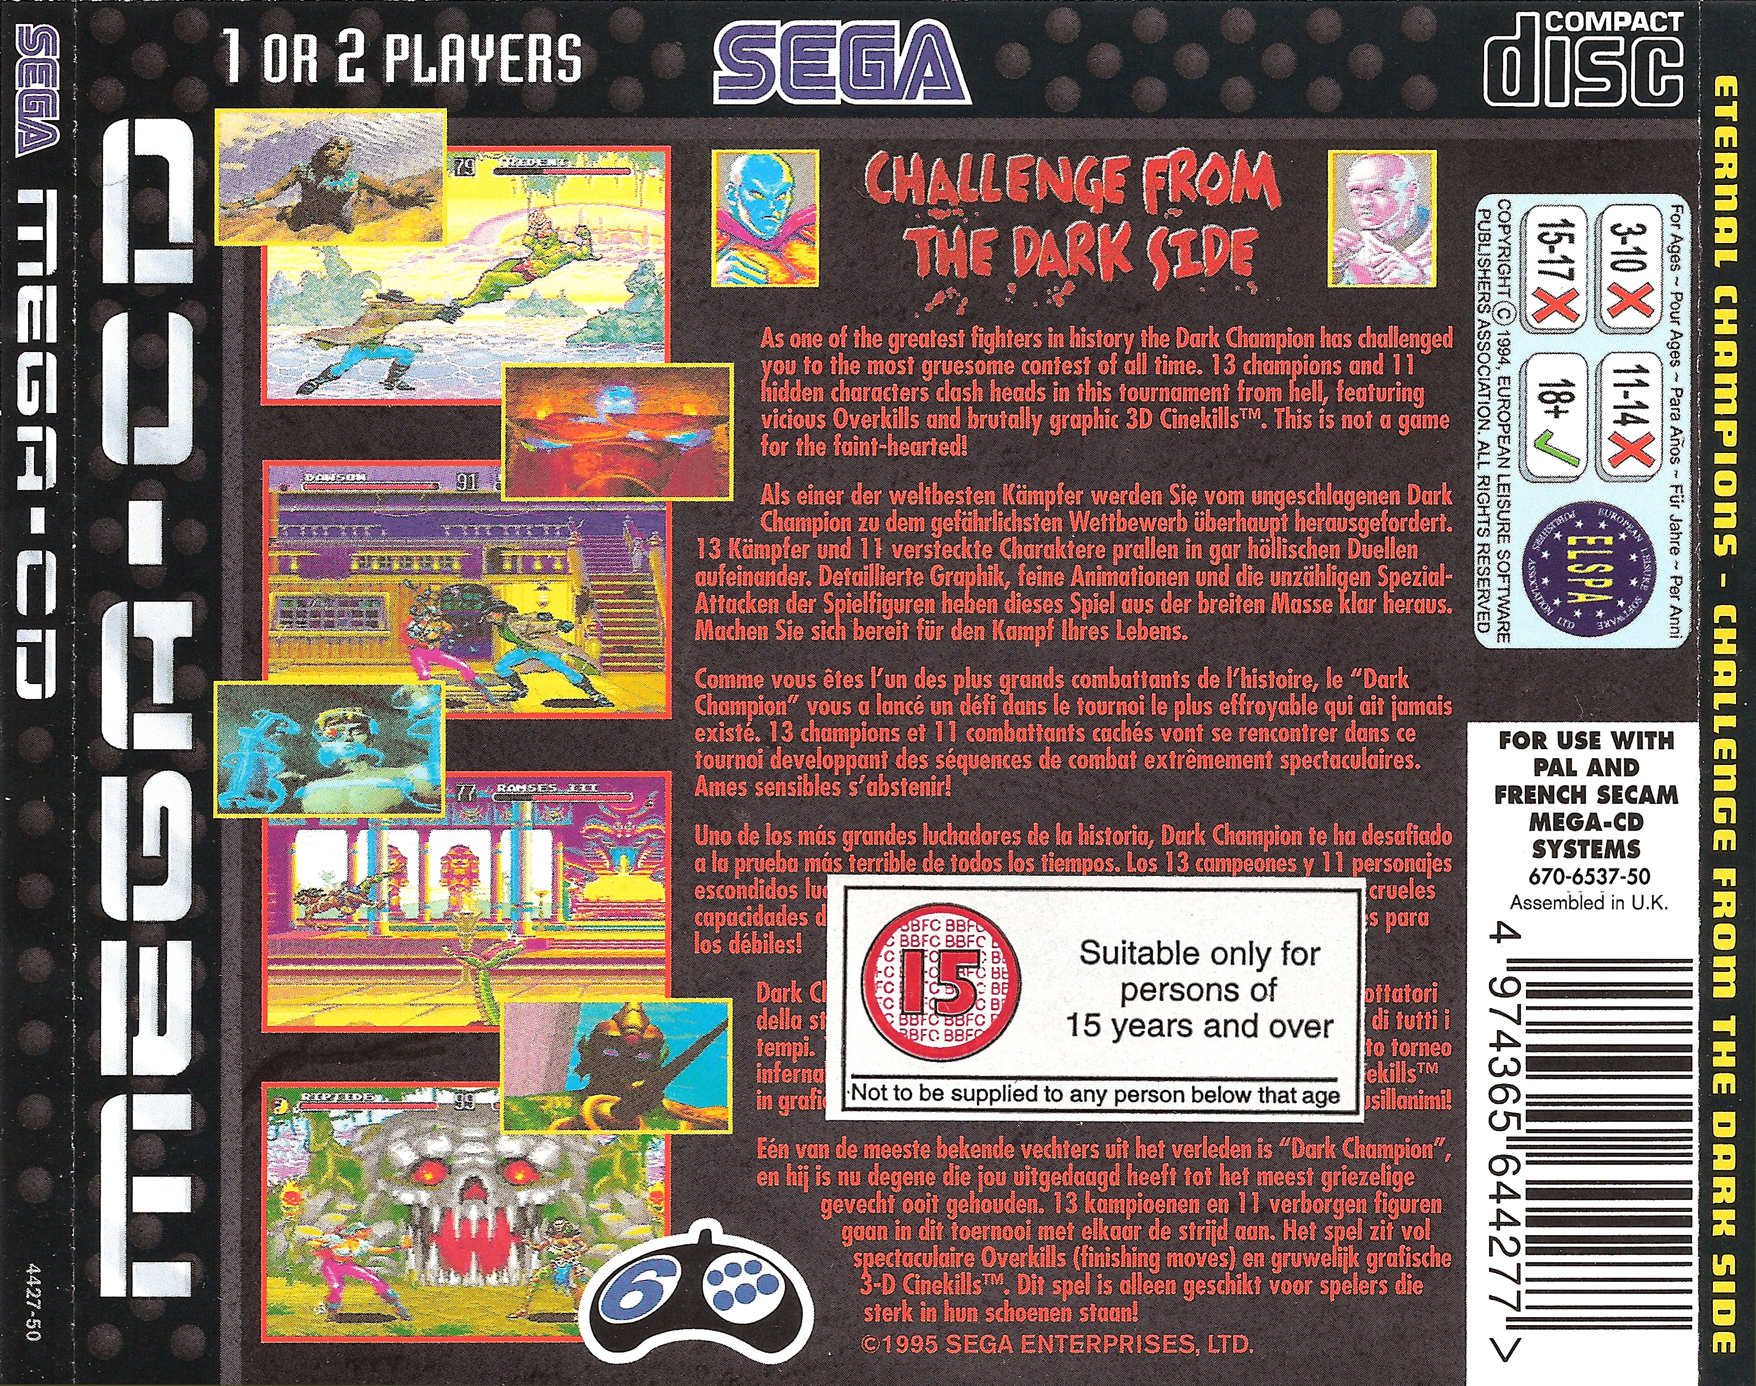 SEGA
MEGA-CD
4427-50
MEGA-CD
1 OR 2 PLAYERS
SEGA
COMPACT
disc
79 TRIDENT
DAWSON 91
77 RAMSES III
RIPTIDE 99
6
CHALLENGE FROM
THE DARK SIDE
As one of the greatest fighters in history the Dark Champion has challenged
you to the most gruesome contest of all time. 13 champions and 11
hidden characters clash heads in this tournament from hell, featuring
vicious Overkills and brutally graphic 3D Cinekills™. This is not a game
for the faint-hearted!
Als einer der weltbesten Kämpfer werden Sie vom ungeschlagenen Dark
Champion zu dem gefährlichsten Wettbewerb überhaupt herausgefordert.
13 Kämpfer und 11 versteckte Charaktere prallen in gar höllischen Duellen
aufeinander. Detaillierte Graphik, feine Animationen und die unzähligen Spezial-
Attacken der Spielfiguren heben dieses Spiel aus der breiten Masse klar heraus.
Machen Sie sich bereit für den Kampf Ihres Lebens.
Comme vous êtes l'un des plus grands combattants de l'histoire, le "Dark
Champion" vous a lancé un défi dans le tournoi le plus effroyable qui ait jamais
existé. 13 champions et 11 combattants cachés vont se rencontrer dans ce
tournoi developpant des séquences de combat extrêmement spectaculaires.
Ames sensibles s'abstenir!
Uno de los más grandes luchadores de la historia, Dark Champion te ha desafiado
a la prueba más terrible de todos los tiempos. Los 13 campeones y 11 personajes
escondidos crueles
capacidades para
los débiles!
Dark
della di tutti i
tempi. torneo
in
Eén van de meeste bekende vechters uit het verleden is "Dark Champion",
en hij is nu degene die jou uitgedaagd heeft tot het meest griezelige
gevecht ooit gehouden. 13 kampioenen en 11 verborgen figuren
gaan in dit toernooi met elkaar de strijd aan. Het spel zit vol
spectaculaire Overkills (finishing moves) en gruwelijk grafische
3-D Cinekills™. Dit spel is alleen geschikt voor spelers die
sterk in hun schoenen staan!
©1995 SEGA ENTERPRISES, LTD.
15
Suitable only for
persons of
15 years and over
Not to be supplied to any person below that age
For Ages ~ Pour Ages ~ Para Años ~ Für Jahre ~ Per Anni
3-10
11-14
15-17
18+
ELSPA
EUROPEAN LEISURE SOFTWARE PUBLISHERS ASSOCIATION LTD
COPYRIGHT © 1994, EUROPEAN LEISURE SOFTWARE
PUBLISHERS ASSOCIATION. ALL RIGHTS RESERVED
FOR USE WITH
PAL AND
FRENCH SECAM
MEGA-CD
SYSTEMS
670-6537-50
Assembled in U.K.
4 974365 644277 >
ETERNAL CHAMPIONS - CHALLENGE FROM THE DARK SIDE